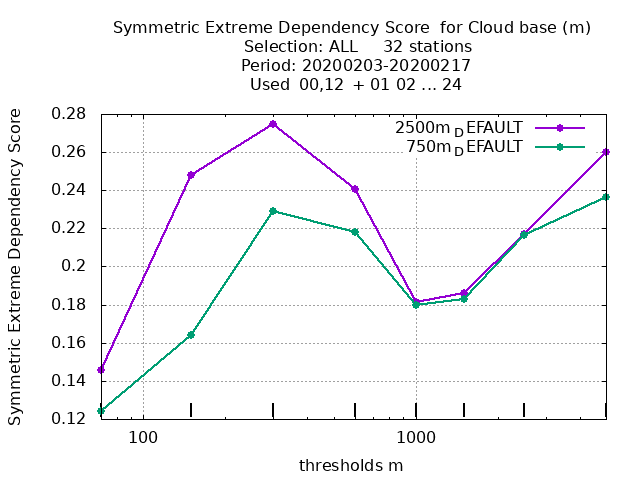 Symmetric Extreme Dependency Score for Cloud base (m)
Selection: ALL 32 stations
Period: 20200203-20200217
Used 00,12 + 01 02 ... 24
2500m_DEFAULT
750m_DEFAULT
Symmetric Extreme Dependency Score
0.28
0.26
0.24
0.22
0.2
0.18
0.16
0.14
0.12
100 1000
thresholds m